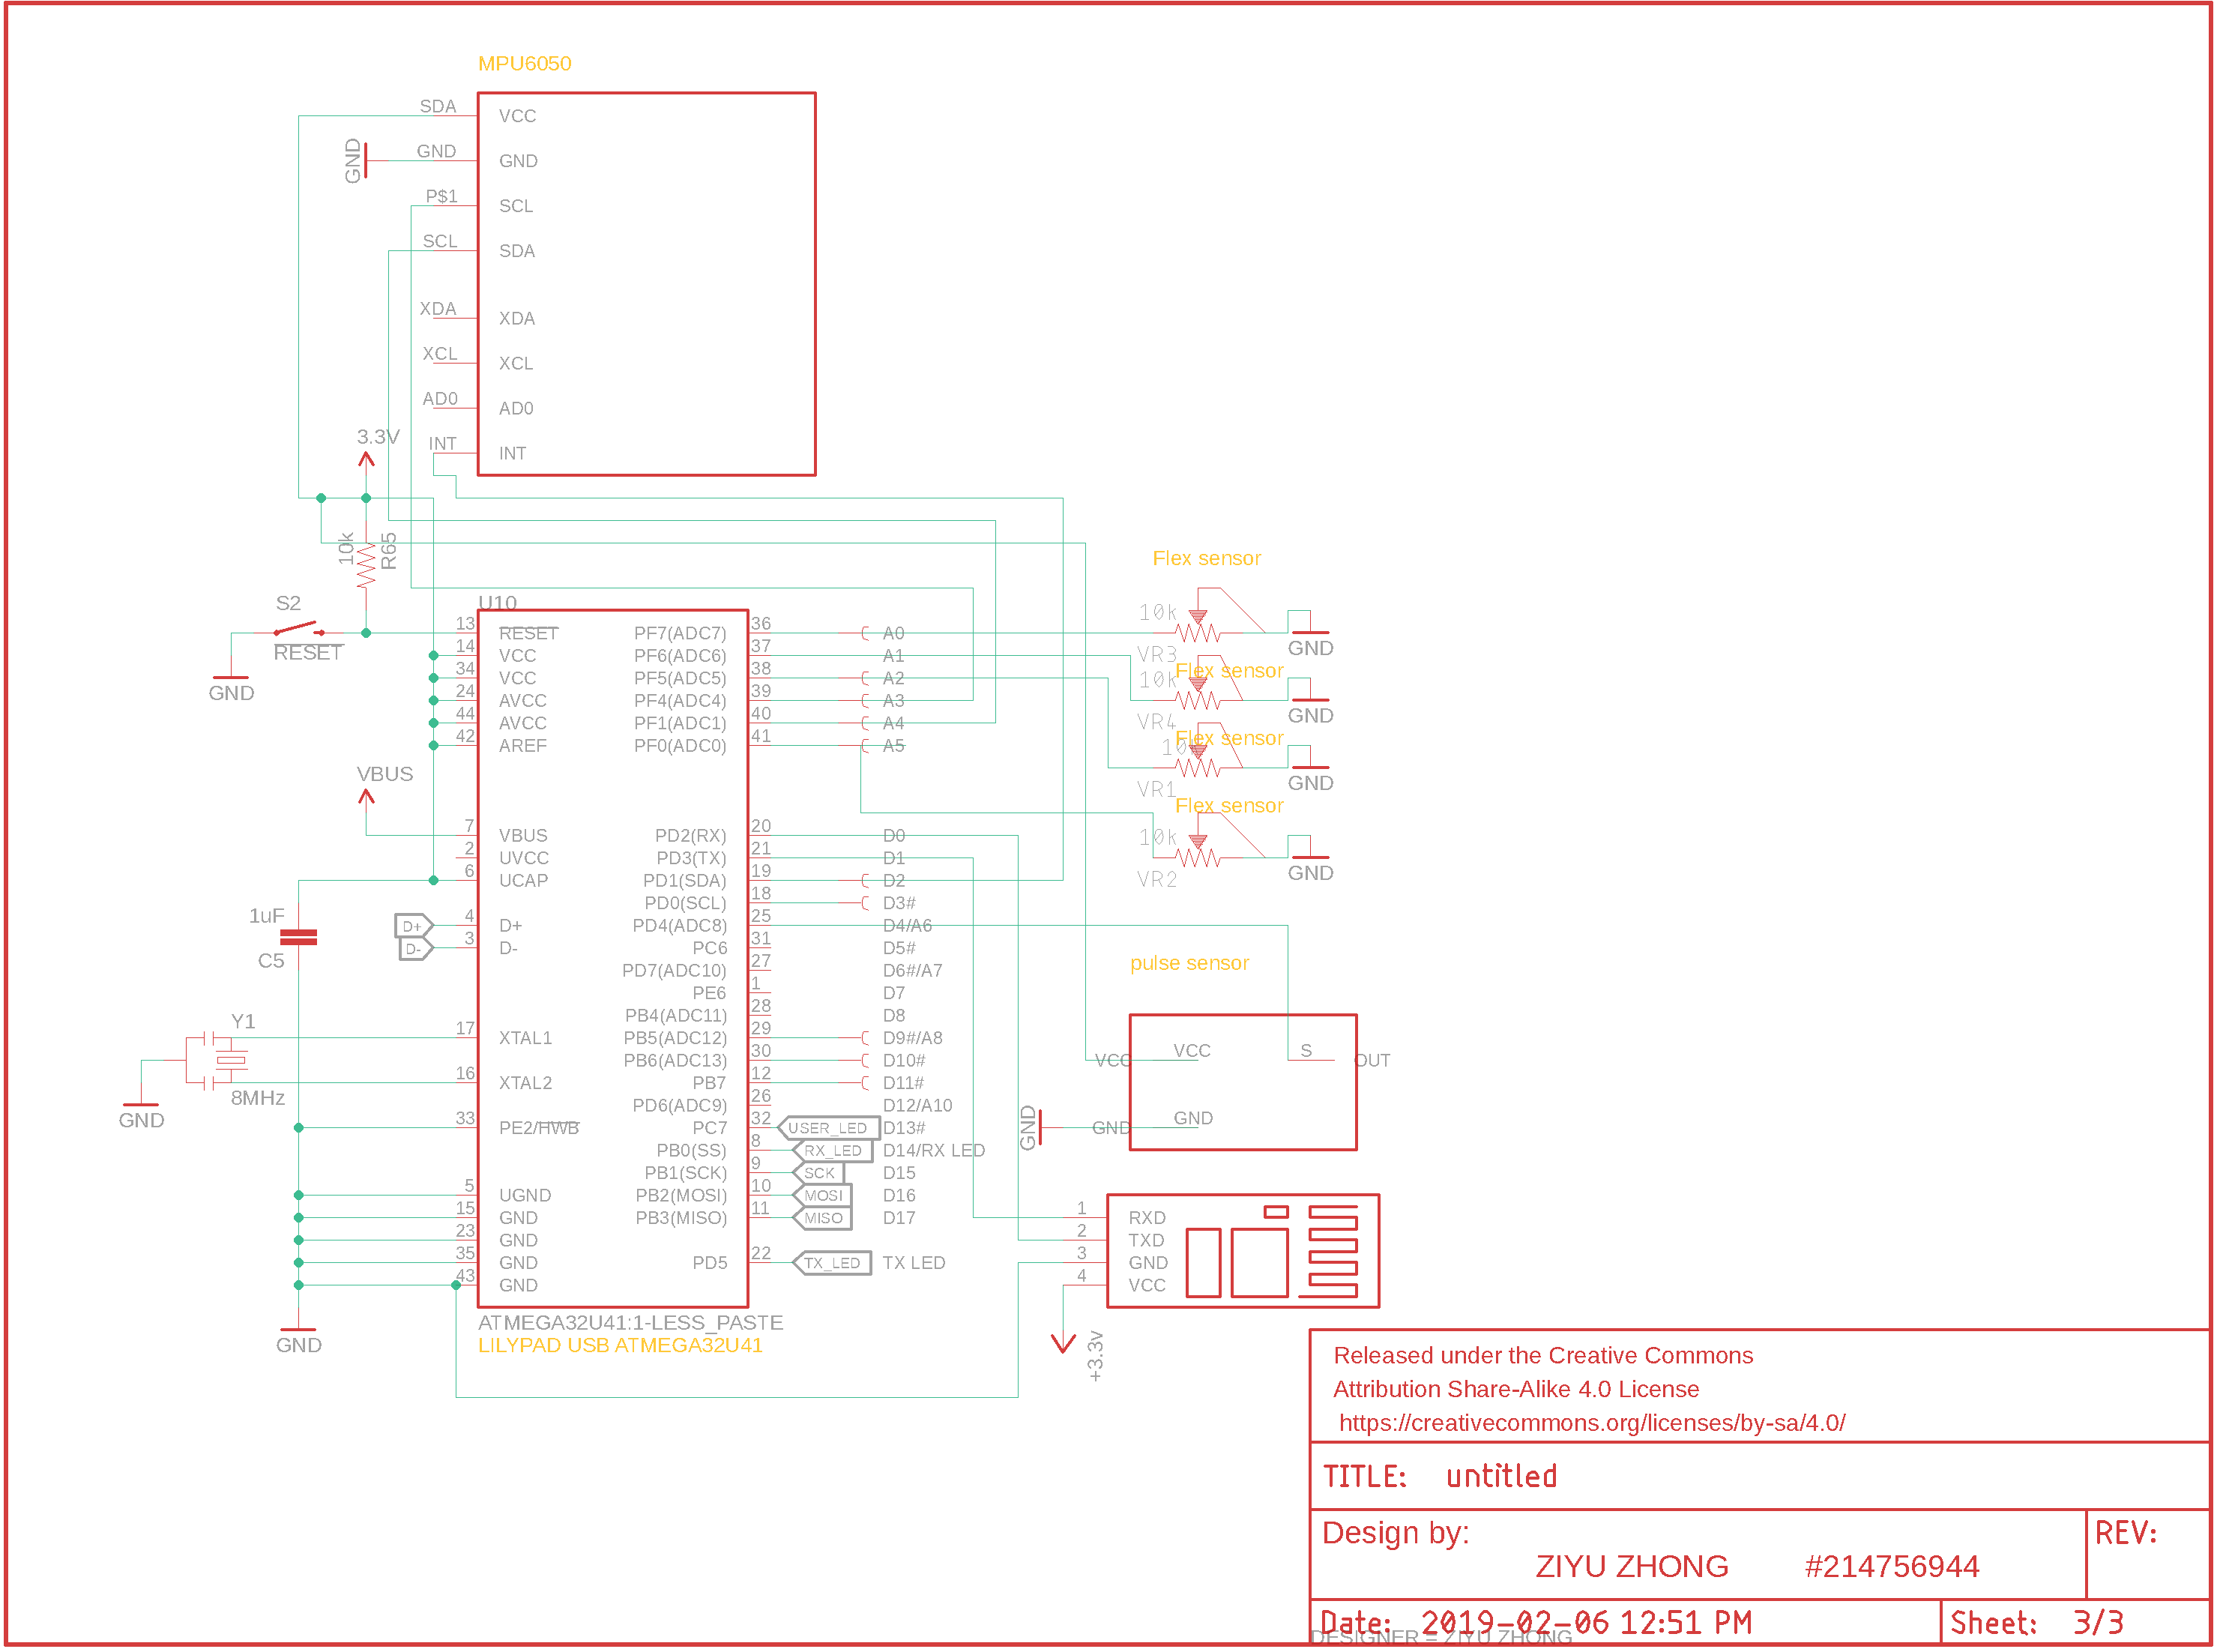 MPU6050
SDA VCC
GND GND GND
P$1 SCL
SCL SDA
XDA XDA
XCL XCL
AD0 AD0
INT INT
3.3V
10k R65
S2
RESET
GND
U10
13 RESET PF7(ADC7) 36 A0
14 VCC PF6(ADC6) 37 A1
34 VCC PF5(ADC5) 38 A2
24 AVCC PF4(ADC4) 39 A3
44 AVCC PF1(ADC1) 40 A4
42 AREF PF0(ADC0) 41 A5
VBUS
7 VBUS PD2(RX) 20 D0
2 UVCC PD3(TX) 21 D1
6 UCAP PD1(SDA) 19 D2
PD0(SCL) 18 D3#
D+ 4 D+ PD4(ADC8) 25 D4/A6
D- 3 D- PC6 31 D5#
PD7(ADC10) 27 D6#/A7
PE6 1 D7
PB4(ADC11) 28 D8
17 XTAL1 PB5(ADC12) 29 D9#/A8
PB6(ADC13) 30 D10#
16 XTAL2 PB7 12 D11#
PD6(ADC9) 26 D12/A10
33 PE2/HWB PC7 32 USER_LED D13#
PB0(SS) 8 RX_LED D14/RX LED
PB1(SCK) 9 SCK D15
5 UGND PB2(MOSI) 10 MOSI D16
15 GND PB3(MISO) 11 MISO D17
23 GND
35 GND PD5 22 TX_LED TX LED
43 GND
ATMEGA32U41:1-LESS_PASTE
LILYPAD USB ATMEGA32U41
1uF
C5
Y1
8MHz
GND
GND
Flex sensor
10k
VR3
GND
Flex sensor
10k
VR4
GND
Flex sensor
VR1
GND
Flex sensor
10k
VR2
GND
pulse sensor
VCC VCC S OUT
GND GND GND
1 RXD
2 TXD
3 GND
4 VCC
+3.3v
Released under the Creative Commons
Attribution Share-Alike 4.0 License
https://creativecommons.org/licenses/by-sa/4.0/
TITLE: untitled
Design by:
ZIYU ZHONG #214756944
REV:
Date: 2019-02-06 12:51 PM
Sheet: 3/3
DESIGNER = ZIYU ZHONG